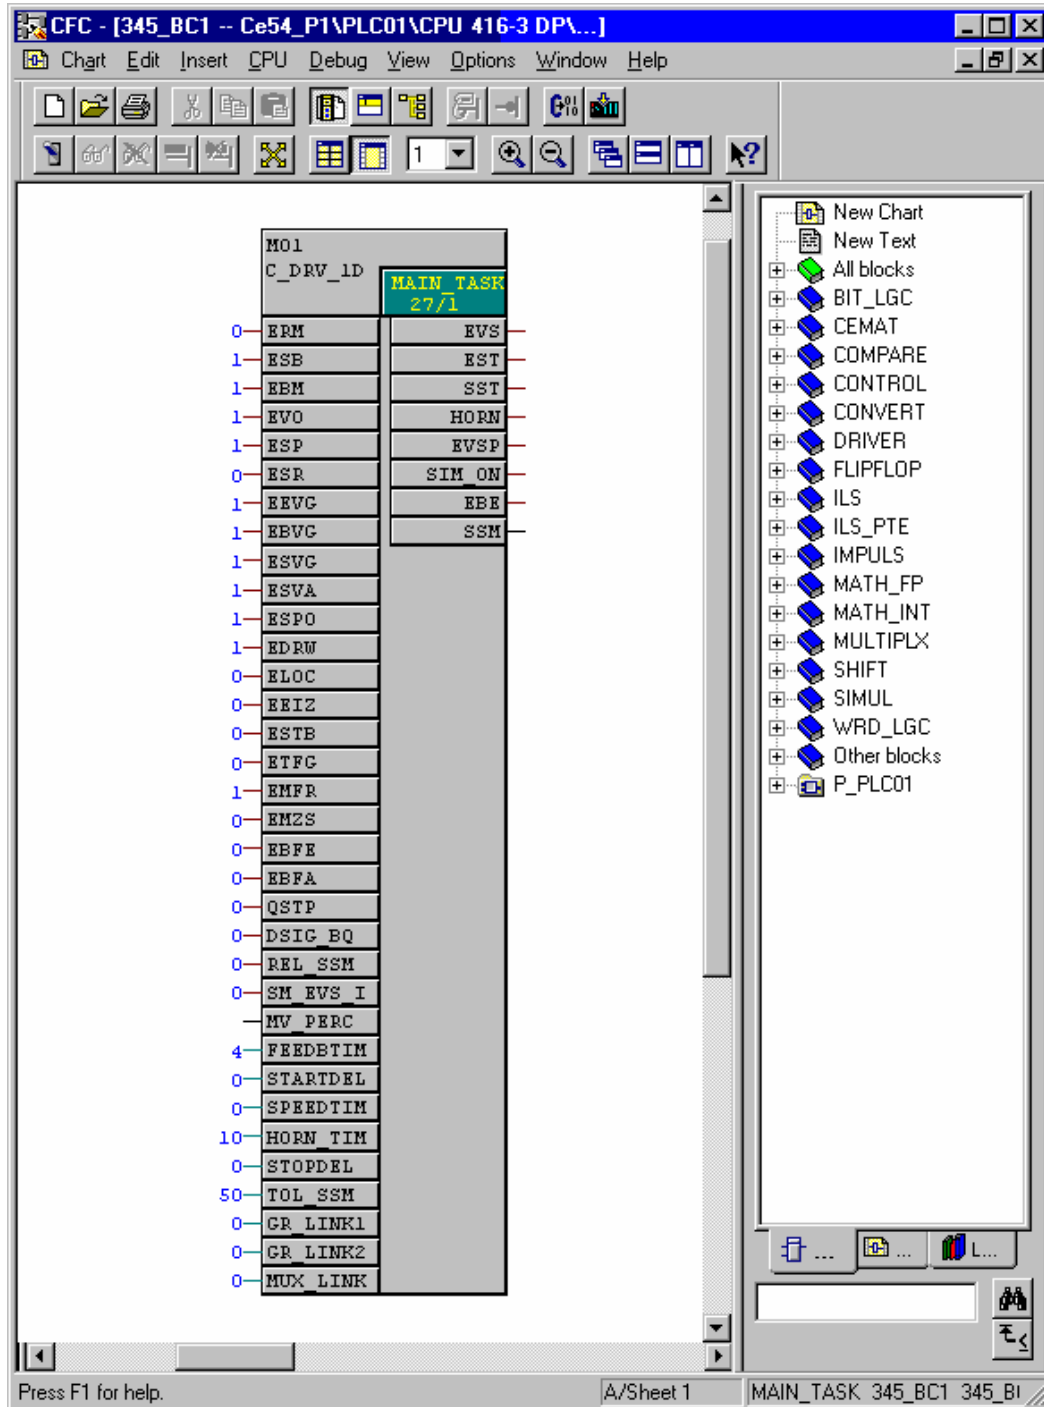 CFC - [345_BC1 -- Ce54_P1\PLC01\CPU 416-3 DP\...]
Chart Edit Insert CPU Debug View Options Window Help
1
M01
C_DRV_1D
MAIN_TASK
27/1
0 ERM EVS
1 ESB EST
1 EBM SST
1 EVO HORN
1 ESP EVSP
0 ESR SIM_ON
1 EEVG EBE
1 EBVG SSM
1 ESVG
1 ESVA
1 ESPO
1 EDRW
0 ELOC
0 EEIZ
0 ESTB
0 ETFG
1 EMFR
0 EMZS
0 EBFE
0 EBFA
0 QSTP
0 DSIG_BQ
0 REL_SSM
0 SM_EVS_I
MV_PERC
4 FEEDBTIM
0 STARTDEL
0 SPEEDTIM
10 HORN_TIM
0 STOPDEL
50 TOL_SSM
0 GR_LINK1
0 GR_LINK2
0 MUX_LINK
New Chart
New Text
All blocks
BIT_LGC
CEMAT
COMPARE
CONTROL
CONVERT
DRIVER
FLIPFLOP
ILS
ILS_PTE
IMPULS
MATH_FP
MATH_INT
MULTIPLX
SHIFT
SIMUL
WRD_LGC
Other blocks
P_PLC01
... ... L...
Press F1 for help.
A/Sheet 1
MAIN_TASK 345_BC1